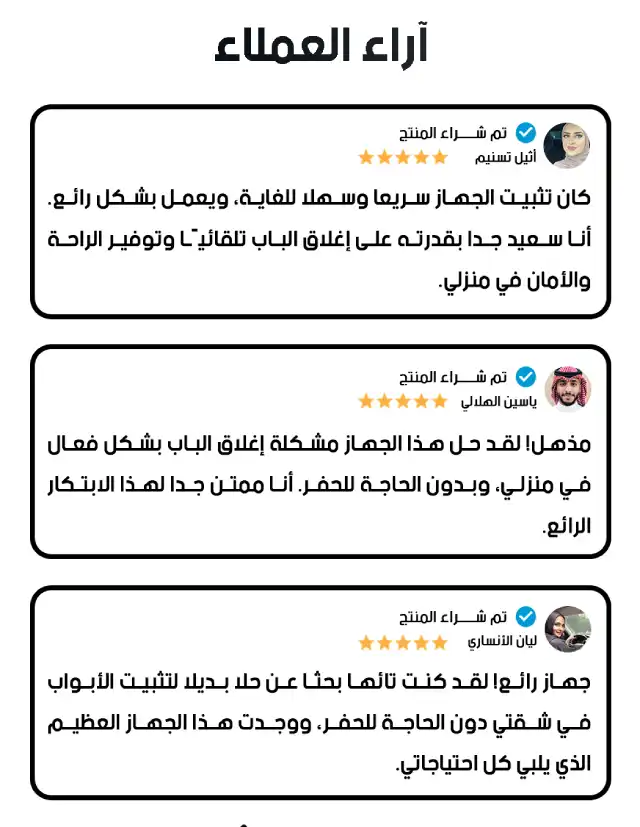 آراء العملاء
تم شراء المنتج
أثيل تسنيم
كان تثبيت الجهاز سريعا وسهلا للغاية، ويعمل بشكل رائع.
أنا سعيد جدا بقدرته على إغلاق الباب تلقائيًا وتوفير الراحة
والأمان في منزلي.
تم شراء المنتج
ياسين الهلالي
مذهل! لقد حل هذا الجهاز مشكلة إغلاق الباب بشكل فعال
في منزلي، وبدون الحاجة للحفر. أنا ممتن جدا لهذا الابتكار
الرائع.
تم شراء المنتج
ليان الأنساري
جهاز رائع! لقد كنت تائها بحثا عن حلا بديلا لتثبيت الأبواب
في شقتي دون الحاجة للحفر، ووجدت هذا الجهاز العظيم
الذي يلبي كل احتياجاتي.